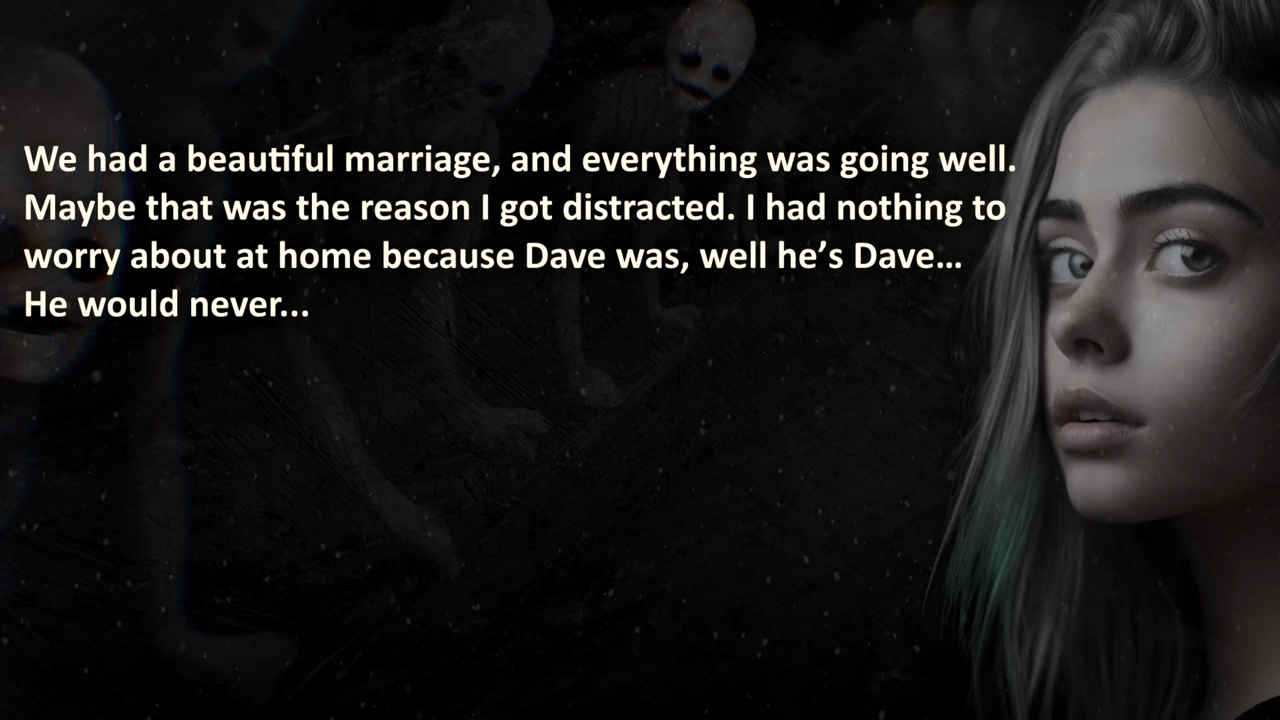 We had a beautiful marriage, and everything was going well.
Maybe that was the reason I got distracted. I had nothing to
worry about at home because Dave was, well he’s Dave…
He would never...